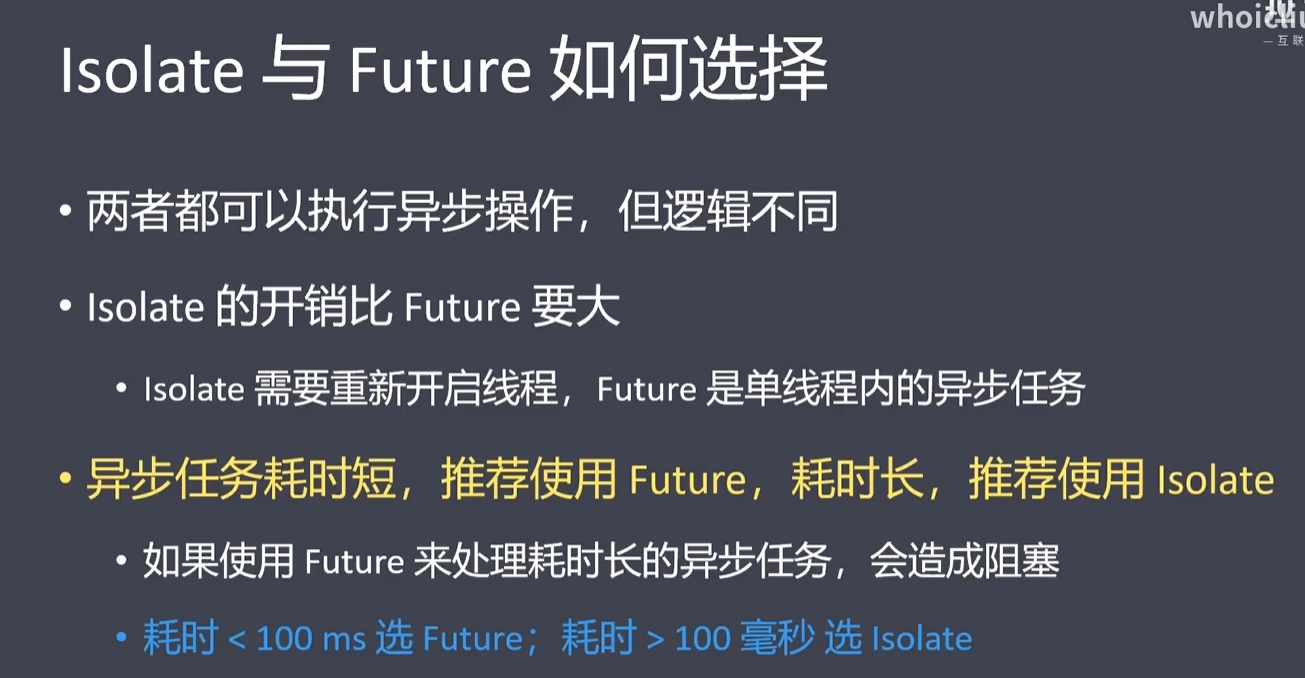 Isolate 与 Future 如何选择
• 两者都可以执行异步操作，但逻辑不同
• Isolate 的开销比 Future 要大
• Isolate 需要重新开启线程，Future 是单线程内的异步任务
• 异步任务耗时短，推荐使用 Future，耗时长，推荐使用 Isolate
• 如果使用 Future 来处理耗时长的异步任务，会造成阻塞
• 耗时 < 100 ms 选 Future；耗时 > 100 毫秒 选 Isolate